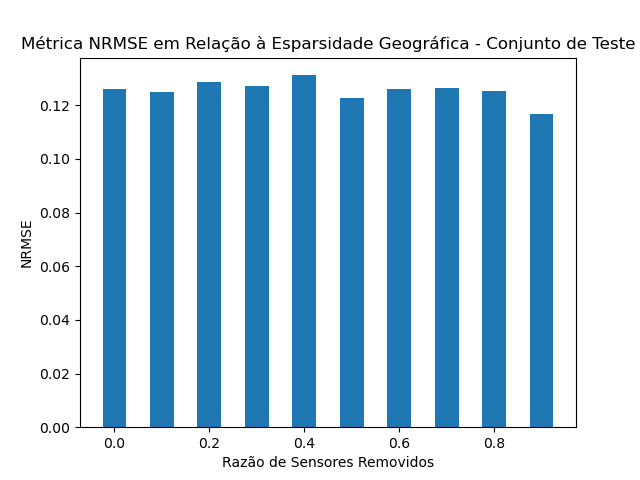 Métrica NRMSE em Relação à Esparsidade Geográfica - Conjunto de Teste
0.12
0.10
0.08
0.06
0.04
0.02
0.00
NRMSE
0.0 0.2 0.4 0.6 0.8
Razão de Sensores Removidos